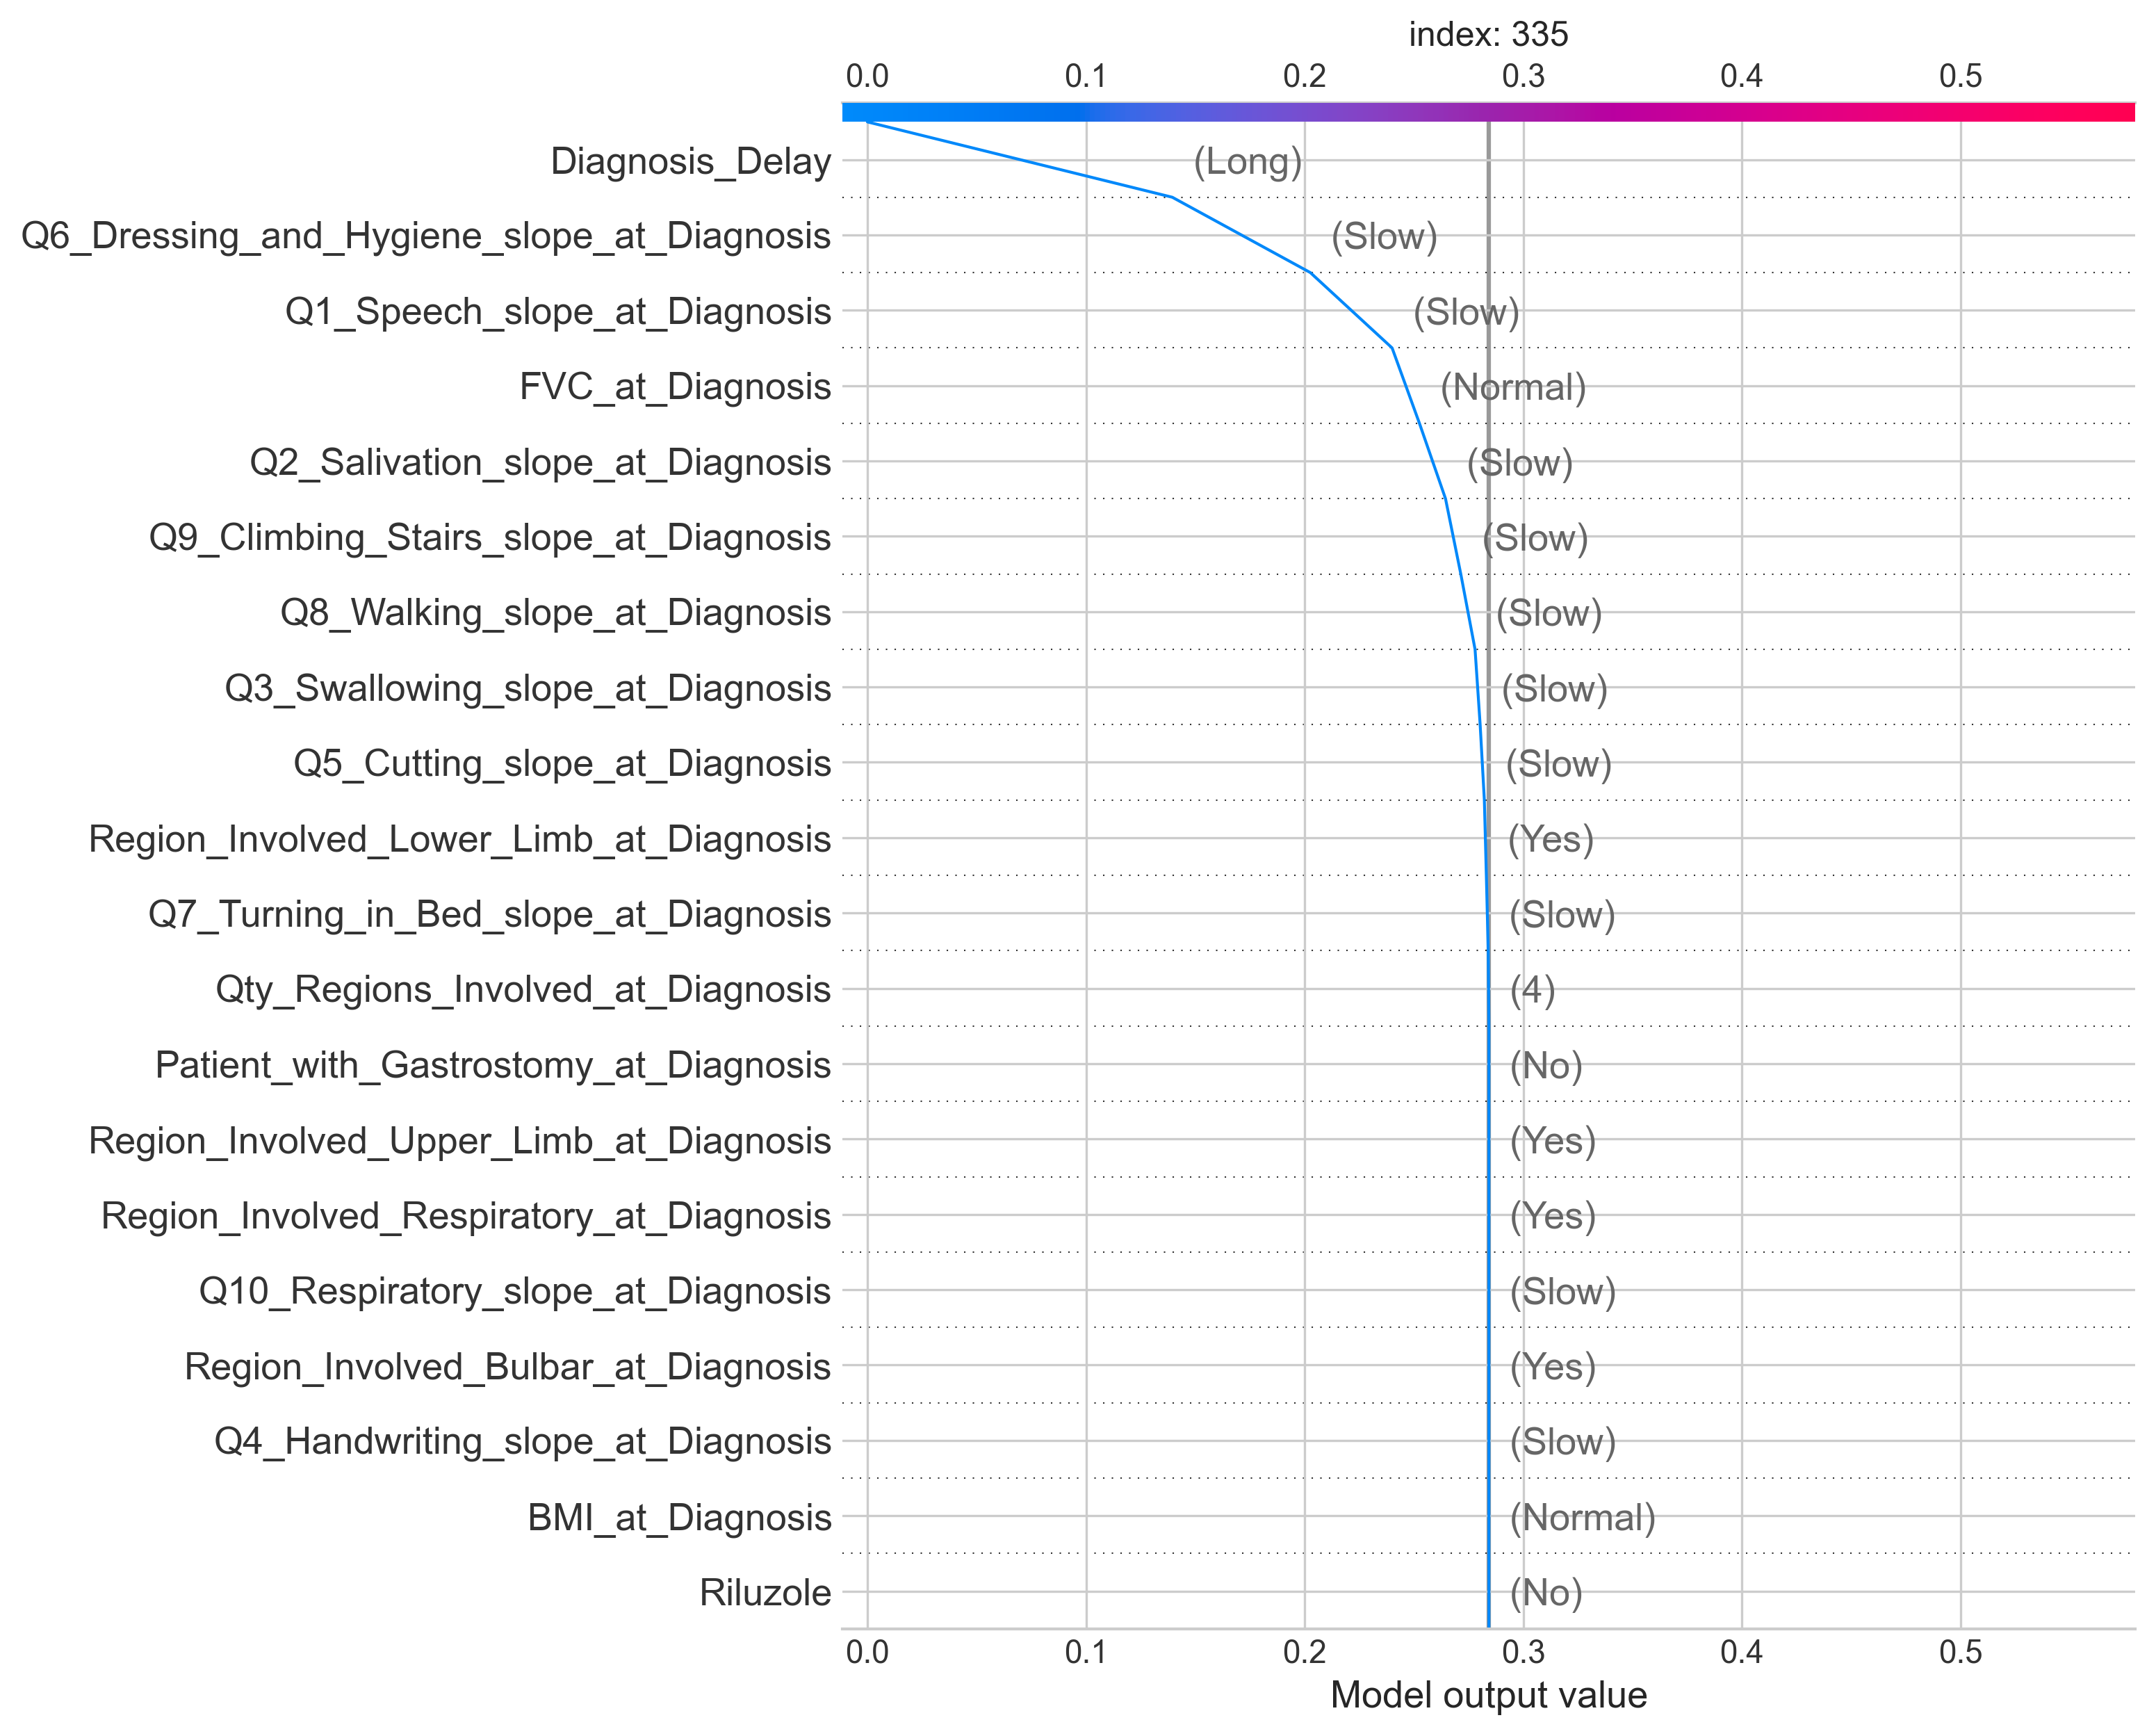 index: 335
0.0 0.1 0.2 0.3 0.4 0.5
Diagnosis_Delay (Long)
Q6_Dressing_and_Hygiene_slope_at_Diagnosis (Slow)
Q1_Speech_slope_at_Diagnosis (Slow)
FVC_at_Diagnosis (Normal)
Q2_Salivation_slope_at_Diagnosis (Slow)
Q9_Climbing_Stairs_slope_at_Diagnosis (Slow)
Q8_Walking_slope_at_Diagnosis (Slow)
Q3_Swallowing_slope_at_Diagnosis (Slow)
Q5_Cutting_slope_at_Diagnosis (Slow)
Region_Involved_Lower_Limb_at_Diagnosis (Yes)
Q7_Turning_in_Bed_slope_at_Diagnosis (Slow)
Qty_Regions_Involved_at_Diagnosis (4)
Patient_with_Gastrostomy_at_Diagnosis (No)
Region_Involved_Upper_Limb_at_Diagnosis (Yes)
Region_Involved_Respiratory_at_Diagnosis (Yes)
Q10_Respiratory_slope_at_Diagnosis (Slow)
Region_Involved_Bulbar_at_Diagnosis (Yes)
Q4_Handwriting_slope_at_Diagnosis (Slow)
BMI_at_Diagnosis (Normal)
Riluzole (No)
0.0 0.1 0.2 0.3 0.4 0.5
Model output value